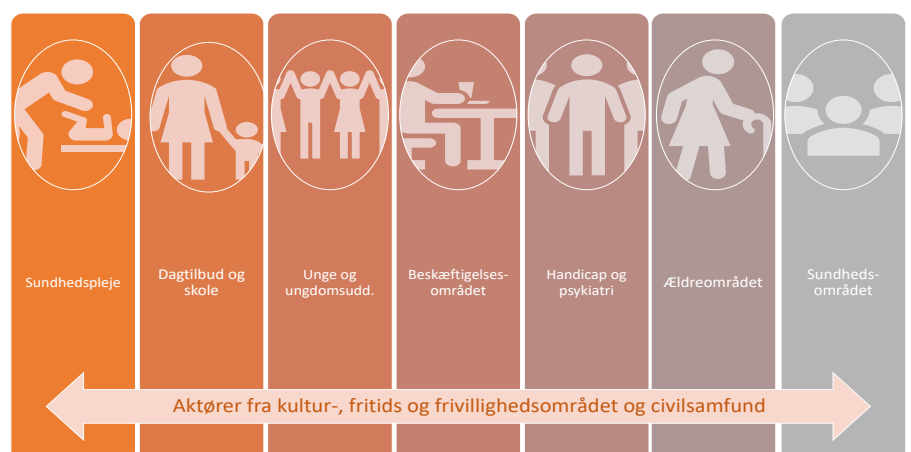 Sundhedspleje
Dagtilbud og
skole
Unge og
ungdomsudd.
Beskæftigelses-
området
Handicap og
psykiatri
Ældreområdet
Sundheds-
området
Aktører fra kultur-, fritids og frivillighedsområdet og civilsamfund